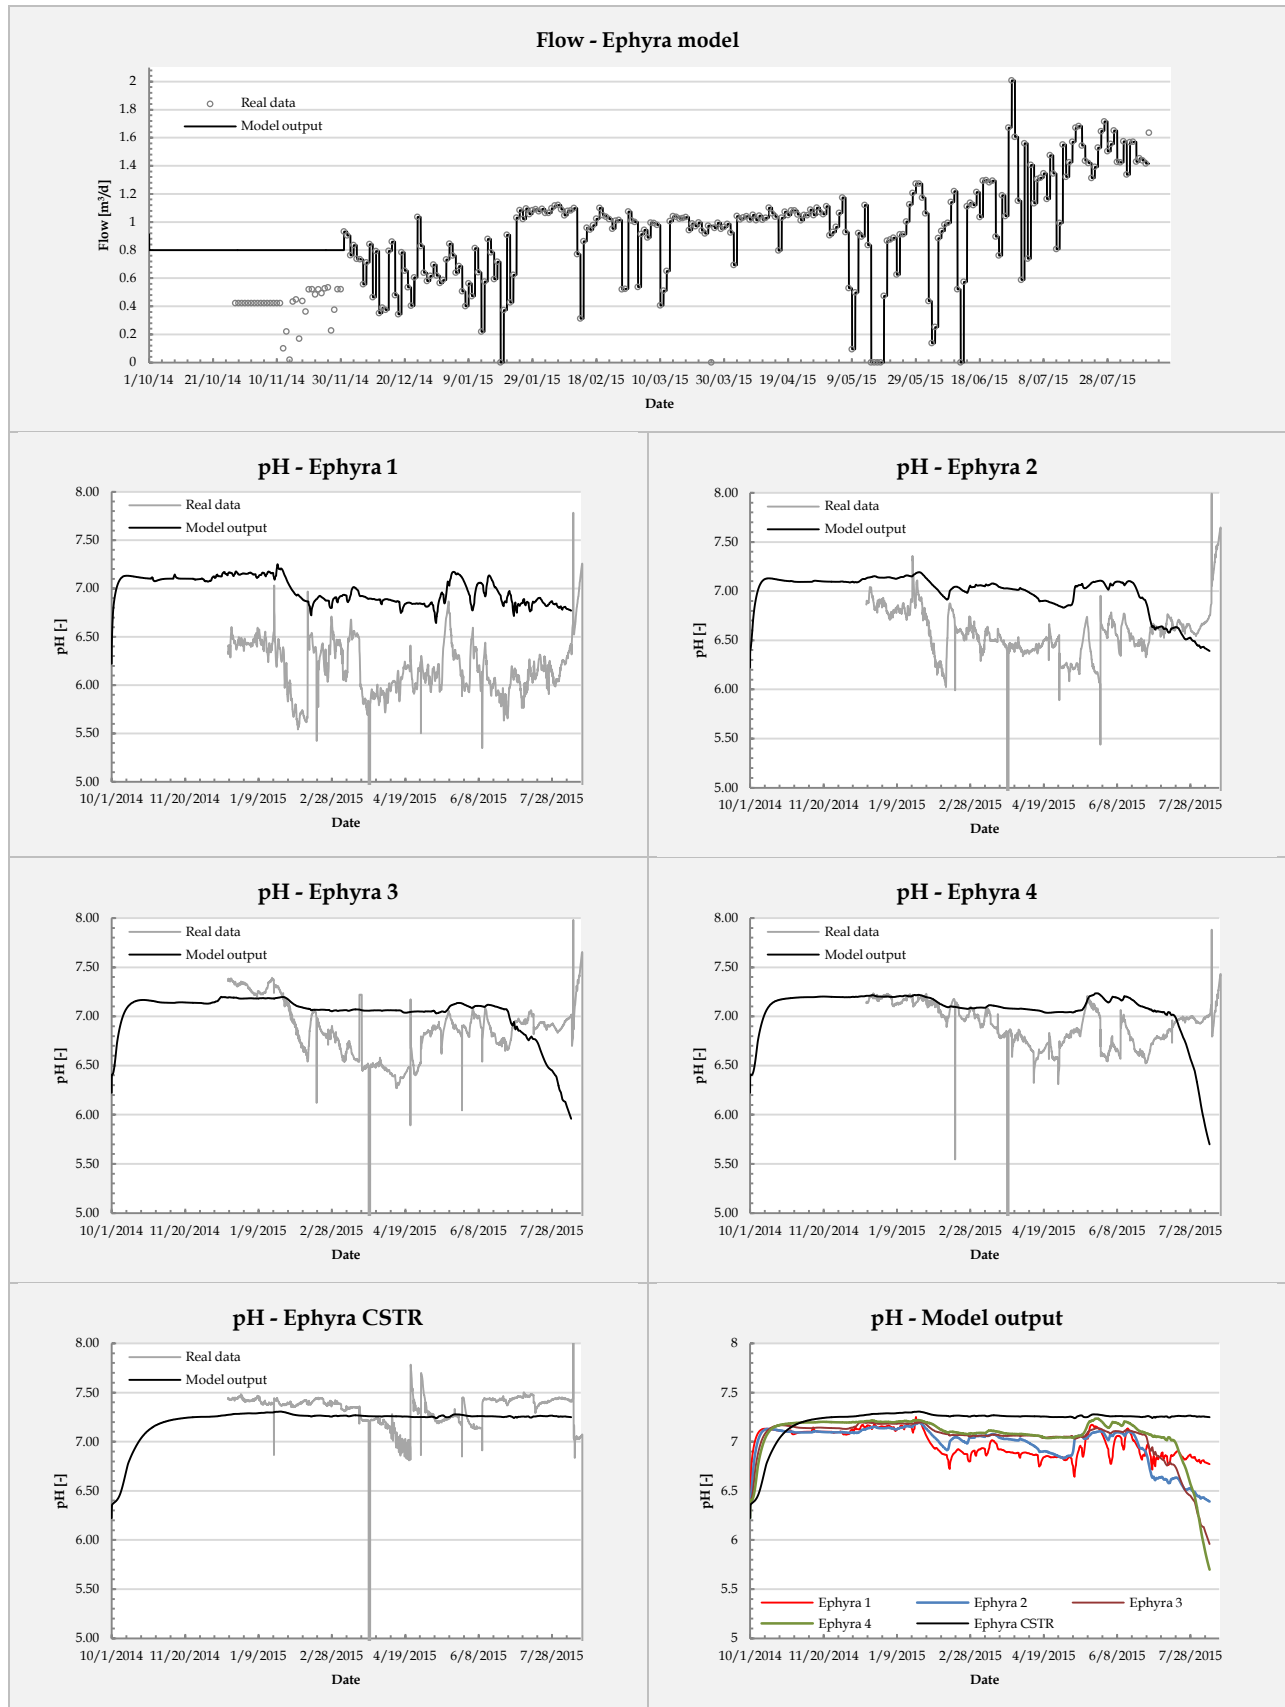 Flow - Ephyra model
Flow [m³/d]
2
1.8
1.6
1.4
1.2
1
0.8
0.6
0.4
0.2
0
Real data
Model output
1/10/14 21/10/14 10/11/14 30/11/14 20/12/14 9/01/15 29/01/15 18/02/15 10/03/15 30/03/15 19/04/15 9/05/15 29/05/15 18/06/15 8/07/15 28/07/15
Date
pH - Ephyra 1
pH [-]
8.00
7.50
7.00
6.50
6.00
5.50
5.00
Real data
Model output
10/1/2014 11/20/2014 1/9/2015 2/28/2015 4/19/2015 6/8/2015 7/28/2015
Date
pH - Ephyra 2
pH [-]
8.00
7.50
7.00
6.50
6.00
5.50
5.00
Real data
Model output
10/1/2014 11/20/2014 1/9/2015 2/28/2015 4/19/2015 6/8/2015 7/28/2015
Date
pH - Ephyra 3
pH [-]
8.00
7.50
7.00
6.50
6.00
5.50
5.00
Real data
Model output
10/1/2014 11/20/2014 1/9/2015 2/28/2015 4/19/2015 6/8/2015 7/28/2015
Date
pH - Ephyra 4
pH [-]
8.00
7.50
7.00
6.50
6.00
5.50
5.00
Real data
Model output
10/1/2014 11/20/2014 1/9/2015 2/28/2015 4/19/2015 6/8/2015 7/28/2015
Date
pH - Ephyra CSTR
pH [-]
8.00
7.50
7.00
6.50
6.00
5.50
5.00
Real data
Model output
10/1/2014 11/20/2014 1/9/2015 2/28/2015 4/19/2015 6/8/2015 7/28/2015
Date
pH - Model output
pH [-]
8
7.5
7
6.5
6
5.5
5
Ephyra 1 Ephyra 2 Ephyra 3
Ephyra 4 Ephyra CSTR
10/1/2014 11/20/2014 1/9/2015 2/28/2015 4/19/2015 6/8/2015 7/28/2015
Date